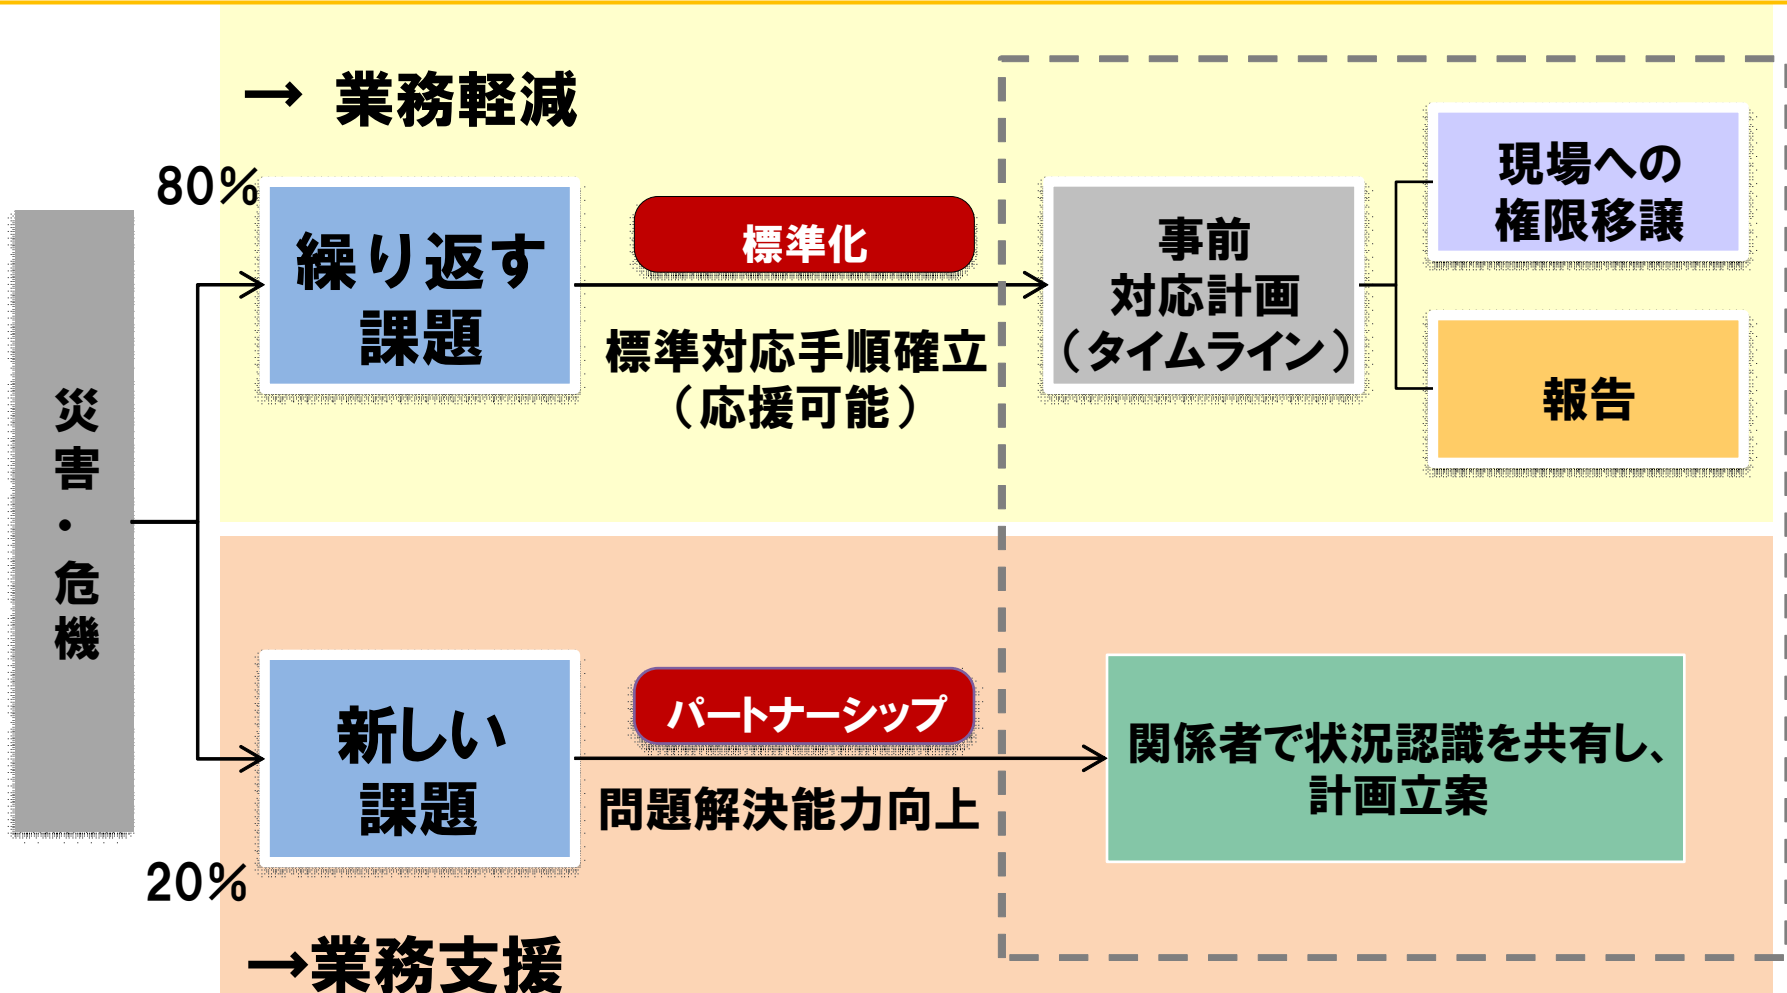 → 業務軽減
80%
災害・危機
繰り返す
課題
標準化
標準対応手順確立
（応援可能）
事前
対応計画
（タイムライン）
現場への
権限移譲
報告
新しい
課題
パートナーシップ
問題解決能力向上
関係者で状況認識を共有し、
計画立案
20%
→業務支援